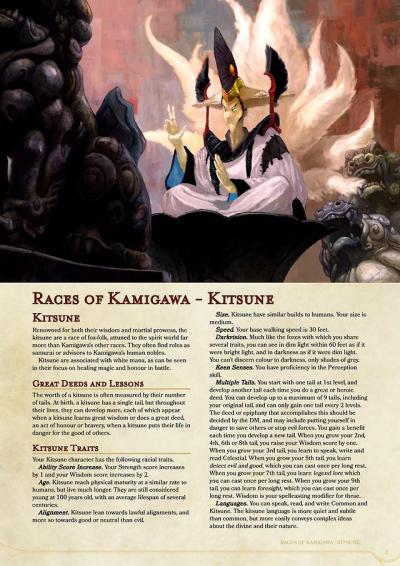 Races of Kamigawa - Kitsune
Kitsune
Renowned for both their wisdom and martial prowess, the
kitsune are a race of fox-folk, attuned to the spirit world far
more than Kamigawa's other races. They often find roles as
samurai or advisors to Kamigawa's human nobles.
Kitsune are associated with white mana, as can be seen
in their focus on healing magic and honour in battle.
Great Deeds and Lessons
The worth of a kitsune is often measured by their number
of tails. At birth, a kitsune has a single tail, but throughout
their lives, they can develop more, each of which appear
when a kitsune learns great wisdom or does a great deed,
an act of honour or bravery, when a kitsune puts their life in
danger for the good of others.
Kitsune Traits
Your Kitsune character has the following racial traits.
Ability Score Increase. Your Strength score increases
by 1 and your Wisdom score increases by 2.
Age. Kitsune reach physical maturity at a similar rate to
humans, but live much longer. They are still considered
young at 100 years old, with an average lifespan of several
centuries.
Alignment. Kitsune lean towards lawful alignments, and
more so towards good or neutral than evil.
Size. Kitsune have similar builds to humans. Your size is
medium.
Speed. Your base walking speed is 30 feet.
Darkvision. Much like the foxes with which your share
several traits, you can see in dim light within 60 feet as if it
were bright light, and in darkness as if it were dim light.
You can't discern colour in darkness, only shades of grey.
Keen Senses. You have proficiency in the Perception
skill.
Multiple Tails. You start with one tail at 1st level, and
develop another tail each time you do a great or heroic
deed. You can develop up to a maximum of 9 tails, including
your original tail, and can only gain one tail every 2 levels.
The deed or epiphany that accomplishes this should be
decided by the DM, and may include putting yourself in
danger to save others or stop evil forces. You gain a benefit
each time you develop a new tail. When you grow your 2nd,
4th, 6th or 8th tail, you raise your Wisdom score by one.
When you grow your 3rd tail, you learn to speak, write and
read Celestial. When you grow your 5th tail, you learn
detect evil and good, which you can cast once per long rest.
When you grow your 7th tail, you learn legend lore which
you can cast once per long rest. When you grow your 9th
tail, you learn foresight, which you can cast once per long
rest. Wisdom is your spellcasting modifier for these.
Languages. You can speak, read, and write Common and
Kitsune. The kitsune language is more quiet and subtle
than common, but more easily conveys complex ideas
about the divine and their nature.
RACES OF KAMIGAWA - KITSUNE